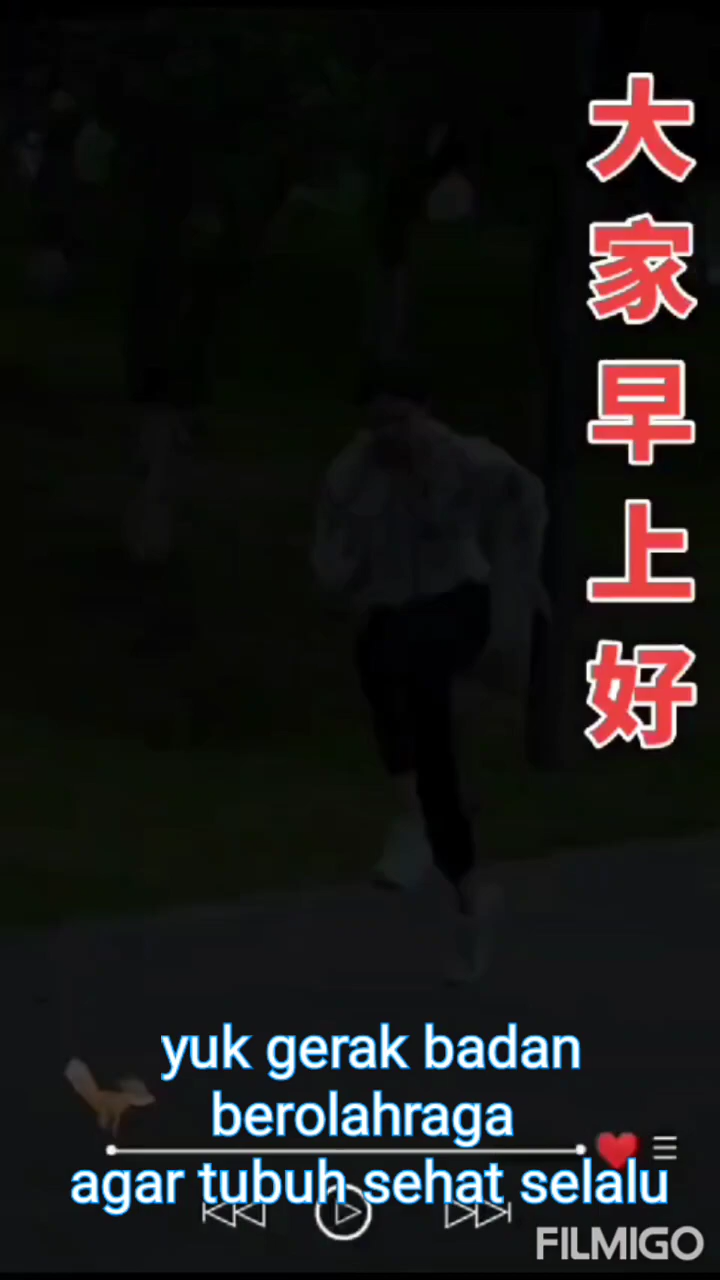 大家早上好
yuk gerak badan
berolahraga
agar tubuh sehat selalu
FILMIGO